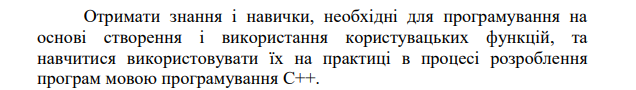 Отримати знання і навички, необхідні для програмування на
основі створення і використання користувацьких функцій, та
навчитися використовувати їх на практиці в процесі розроблення
програм мовою програмування С++.